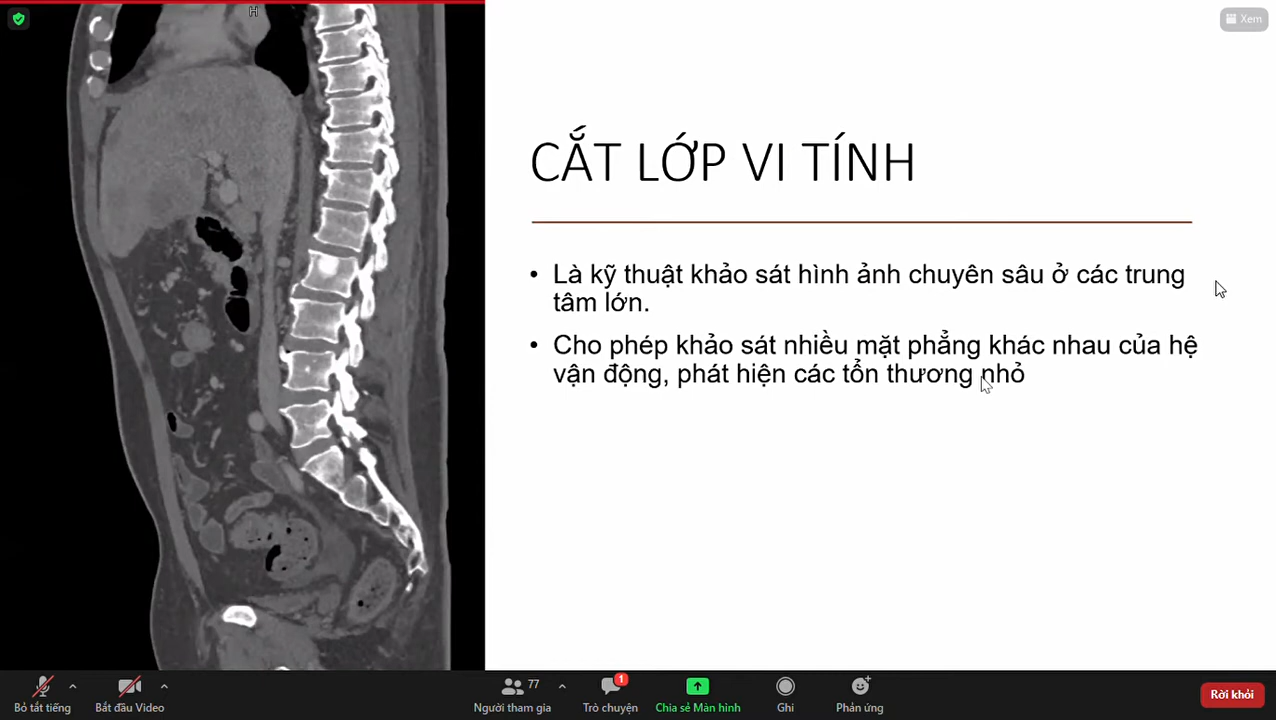 H
Xem
CẮT LỚP VI TÍNH
• Là kỹ thuật khảo sát hình ảnh chuyên sâu ở các trung
tâm lớn.
• Cho phép khảo sát nhiều mặt phẳng khác nhau của hệ
vận động, phát hiện các tổn thương nhỏ
77
1
Bỏ tắt tiếng
Bắt đầu Video
Người tham gia
Trò chuyện
Chia sẻ Màn hình
Ghi
Phản ứng
Rời khỏi